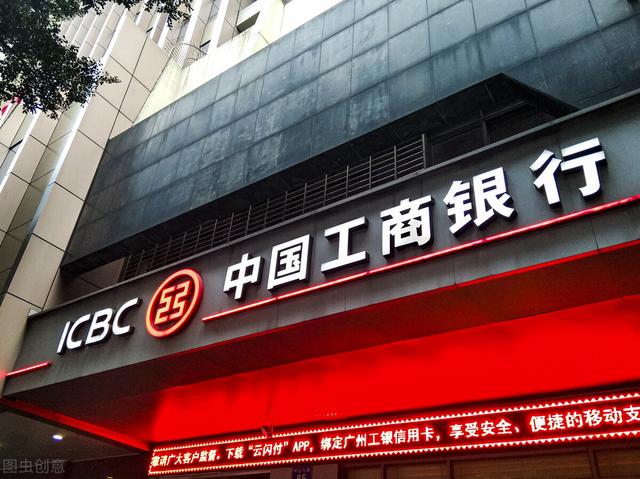 ICBC 中国工商银行
邀请广大客户监督。下载“云闪付”APP，绑定广州工银信用卡，享受安全、便捷的移动支
图虫创意